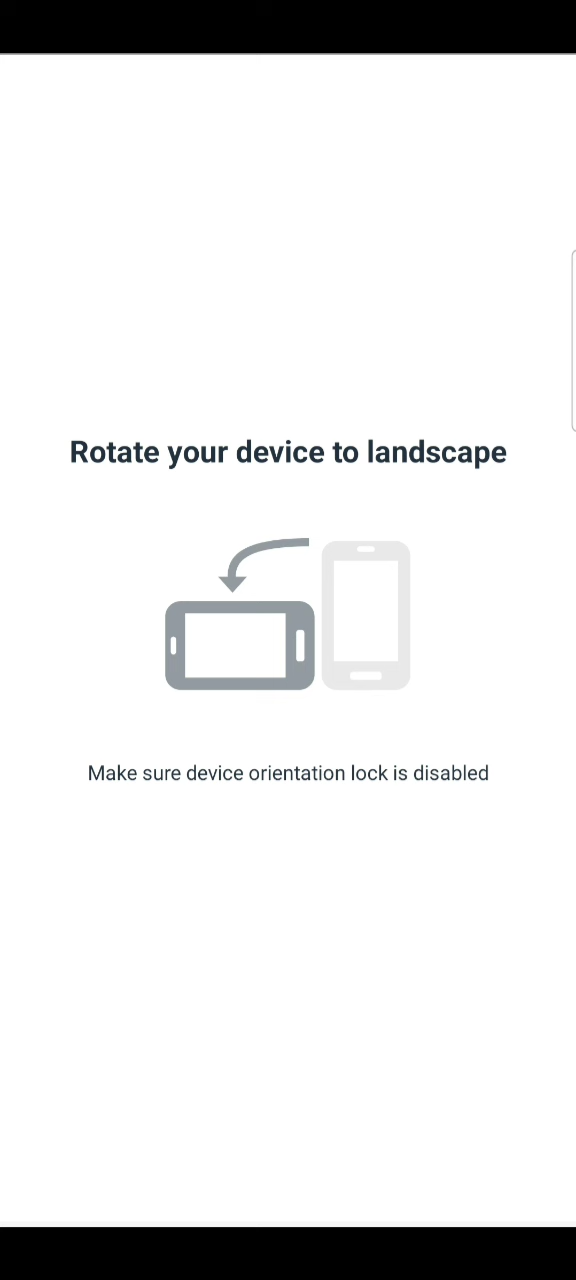 Rotate your device to landscape
Make sure device orientation lock is disabled